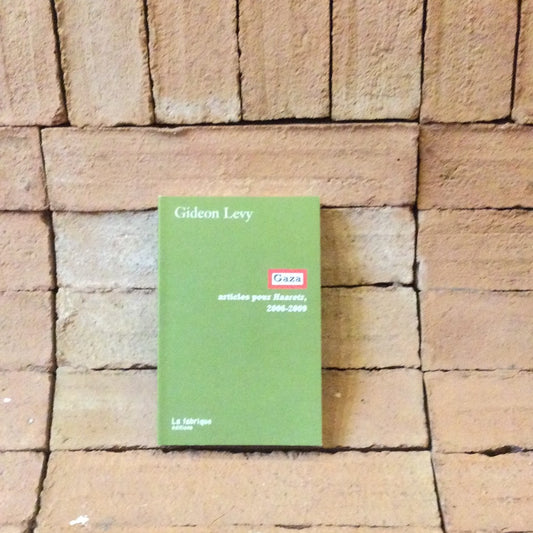 Gideon Levy
Gaza
articles pour Haaretz,
2006-2009
La fabrique
éditions